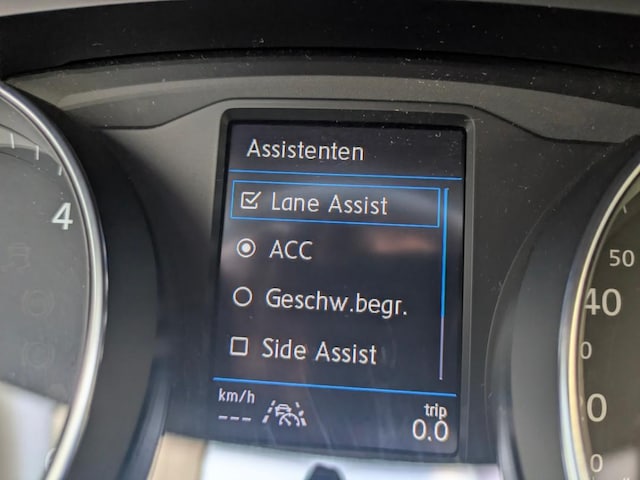 Assistenten
Lane Assist
ACC
Geschw.begr.
Side Assist
km/h
---
trip
0.0
4
50
40